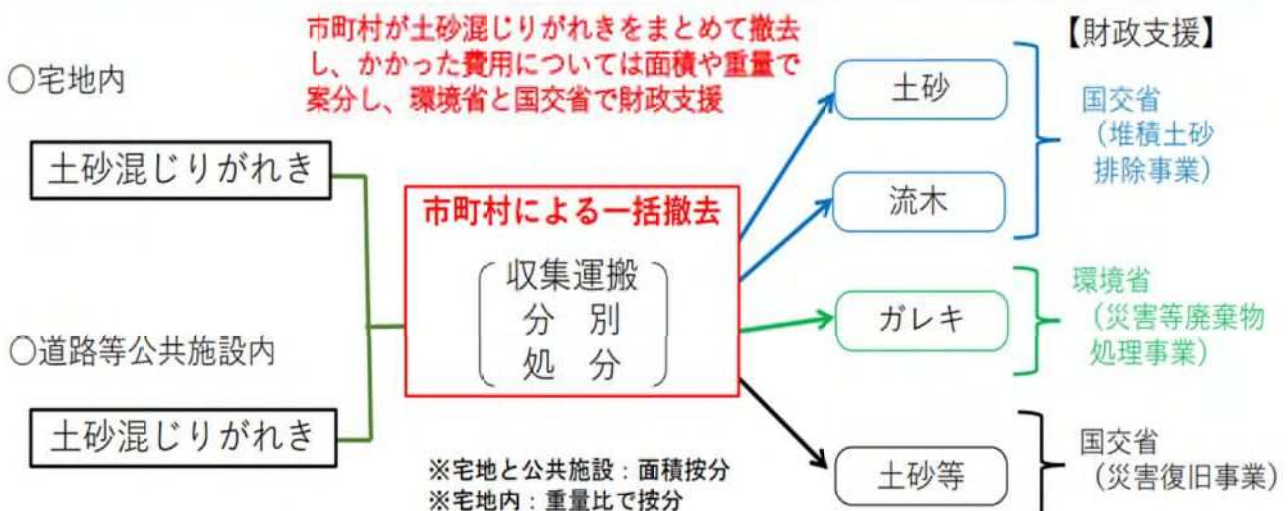 市町村が土砂混じりがれきをまとめて撤去
し、かかった費用については面積や重量で
案分し、環境省と国交省で財政支援
【財政支援】
○宅地内
土砂混じりがれき
○道路等公共施設内
土砂混じりがれき
市町村による一括撤去
収集運搬
分 別
処 分
※宅地と公共施設：面積按分
※宅地内：重量比で按分
土砂
流木
国交省
（堆積土砂
排除事業）
ガレキ
環境省
（災害等廃棄物
処理事業）
土砂等
国交省
（災害復旧事業）